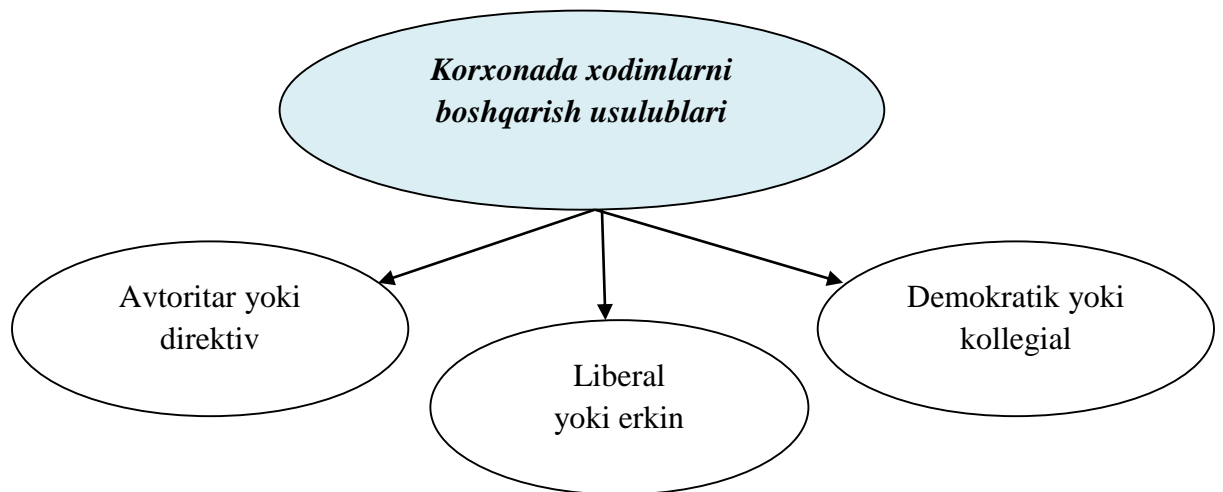 Korxonada xodimlarni
boshqarish usulublari
Avtoritar yoki
direktiv
Liberal
yoki erkin
Demokratik yoki
kollegial